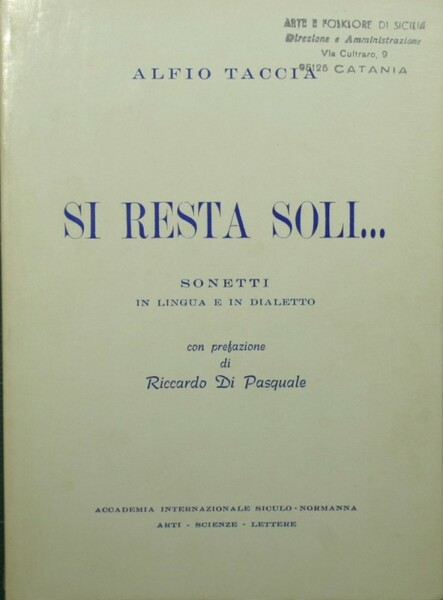 ARTE E FOLKLORE DI SICILIA
Direzione e Amministrazione
Via Cultraro, 9
95125 CATANIA
ALFIO TACCIA
SI RESTA SOLI...
SONETTI
IN LINGUA E IN DIALETTO
con prefazione
di
Riccardo Di Pasquale
ACCADEMIA INTERNAZIONALE SICULO-NORMANNA
ARTI - SCIENZE - LETTERE